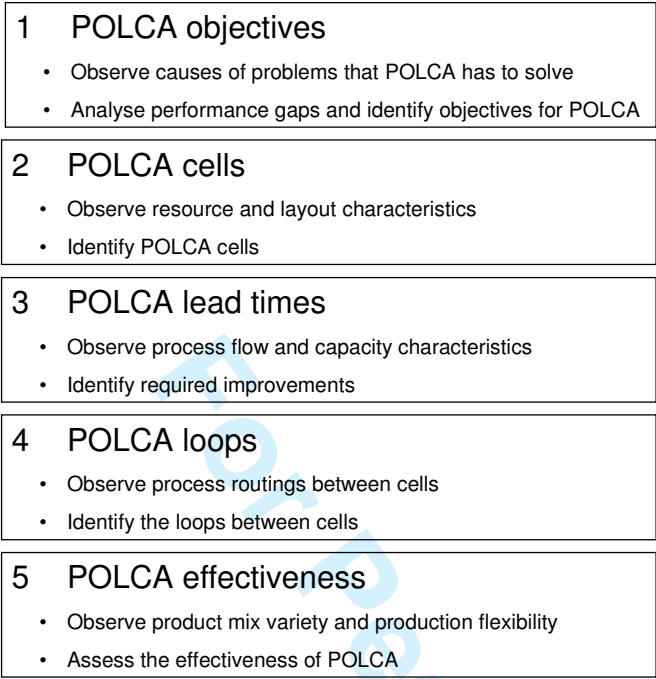 1 POLCA objectives
• Observe causes of problems that POLCA has to solve
• Analyse performance gaps and identify objectives for POLCA
2 POLCA cells
• Observe resource and layout characteristics
• Identify POLCA cells
3 POLCA lead times
• Observe process flow and capacity characteristics
• Identify required improvements
4 POLCA loops
• Observe process routings between cells
• Identify the loops between cells
5 POLCA effectiveness
• Observe product mix variety and production flexibility
• Assess the effectiveness of POLCA
For Pe